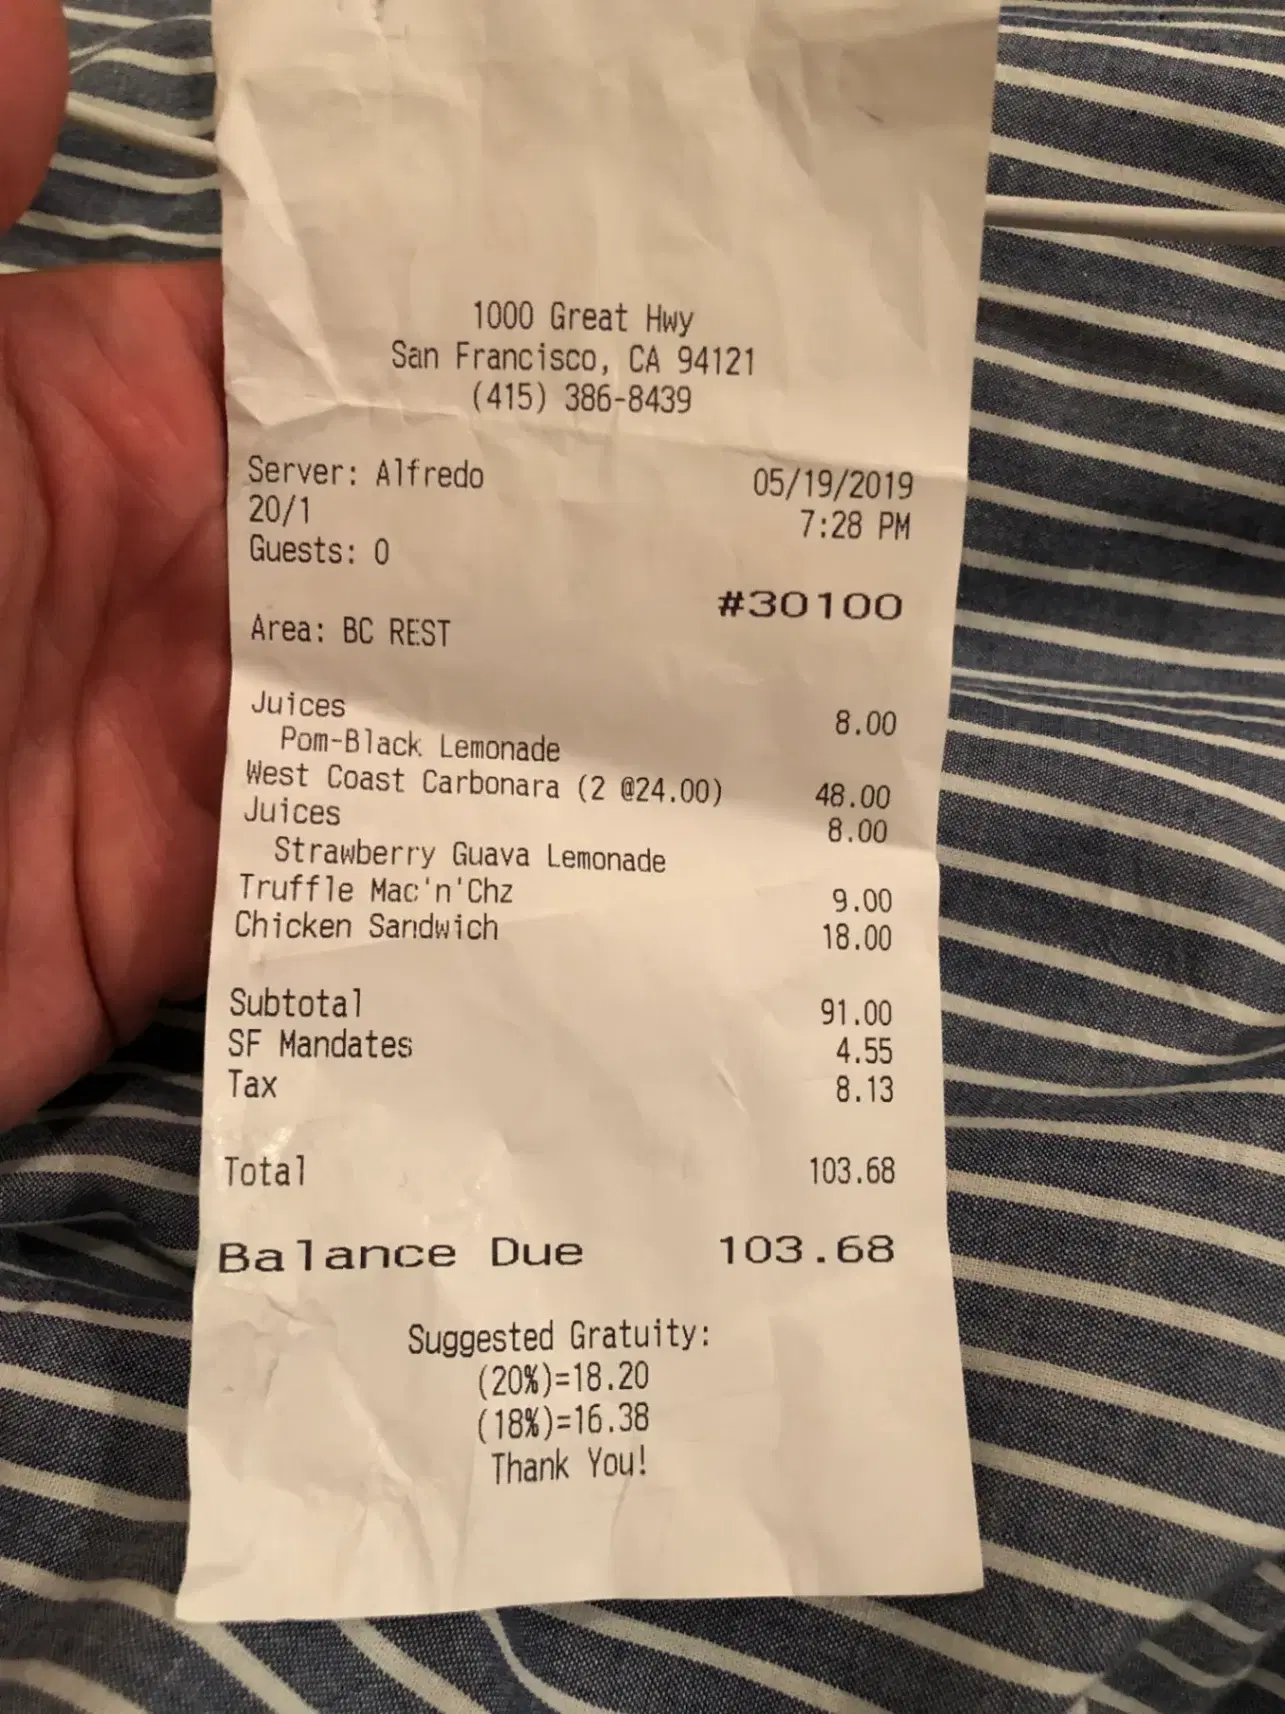 1000 Great Hwy
San Francisco, CA 94121
(415) 386-8439
Server: Alfredo 05/19/2019
20/1 7:28 PM
Guests: 0
#30100
Area: BC REST
Juices 8.00
Pom-Black Lemonade
West Coast Carbonara (2 @24.00) 48.00
Juices 8.00
Strawberry Guava Lemonade
Truffle Mac'n'Chz 9.00
Chicken Sandwich 18.00
Subtotal 91.00
SF Mandates 4.55
Tax 8.13
Total 103.68
Balance Due 103.68
Suggested Gratuity:
(20%)=18.20
(18%)=16.38
Thank You!